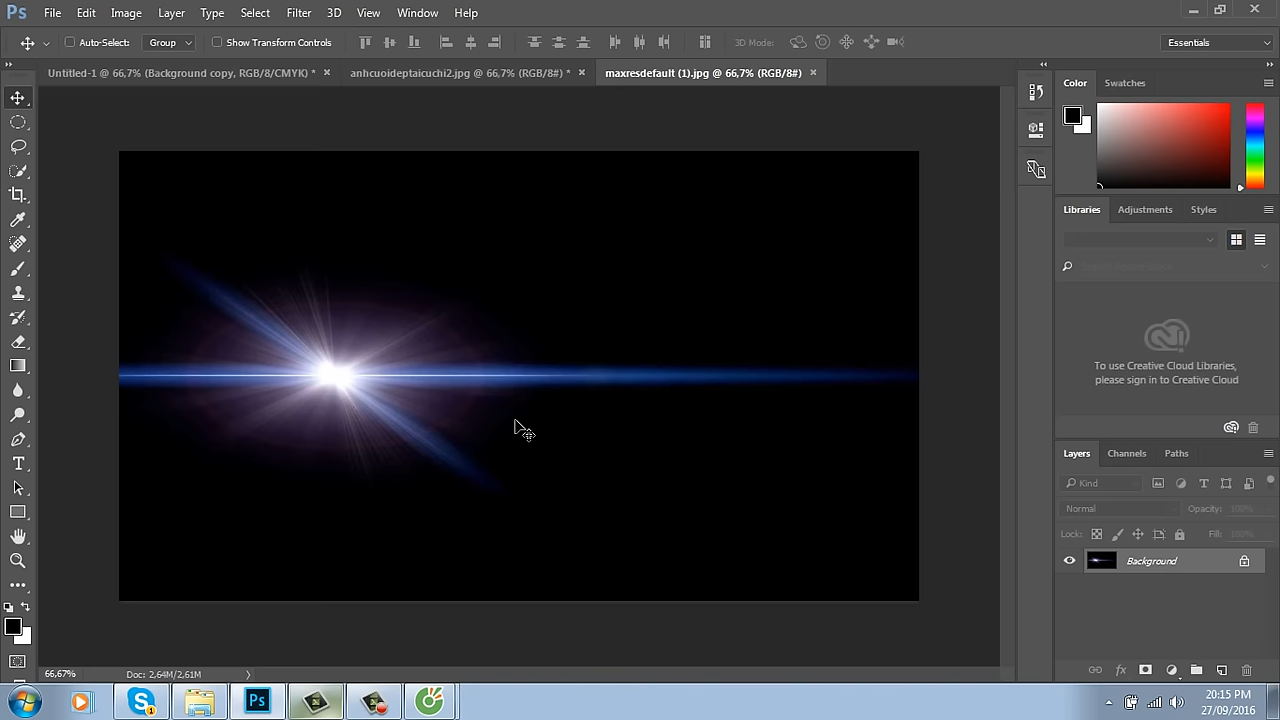 Ps File Edit Image Layer Type Select Filter 3D View Window Help
Auto-Select: Group Show Transform Controls 3D Mode: Essentials
Untitled-1 @ 66,7% (Background copy, RGB/8/CMYK) * anhcuoideptaicuchi2.jpg @ 66,7% (RGB/8#) * maxresdefault (1).jpg @ 66,7% (RGB/8#)
Color Swatches
Libraries Adjustments Styles
To use Creative Cloud Libraries,
please sign in to Creative Cloud
Layers Channels Paths
Kind
Normal Opacity: 100%
Lock: Fill: 100%
Background
66,67% Doc: 2,64M/2,61M
20:15 PM
27/09/2016